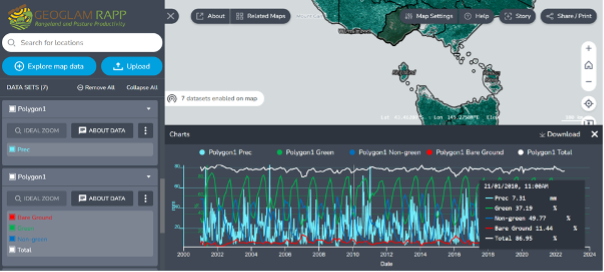 GEOGLAM RAPP
Rangeland and Pasture Productivity
Search for locations
Explore map data
Upload
DATA SETS (7)
Remove All
Collapse All
Polygon1
IDEAL ZOOM
ABOUT DATA
Prec
Polygon1
IDEAL ZOOM
ABOUT DATA
Bare Ground
Green
Non-green
Total
About
Related Maps
Map Settings
Help
Story
Share / Print
7 datasets enabled on map
Charts
Download
Polygon1 Prec
Polygon1 Green
Polygon1 Non-green
Polygon1 Bare Ground
Polygon1 Total
21/01/2010, 11:00AM
Prec 7.31 mm
Green 37.19 %
Non-green 49.77 %
Bare Ground 11.44 %
Total 86.95 %
2000 2002 2004 2006 2008 2010 2012 2014 2016 2018 2020 2022 2024
Date